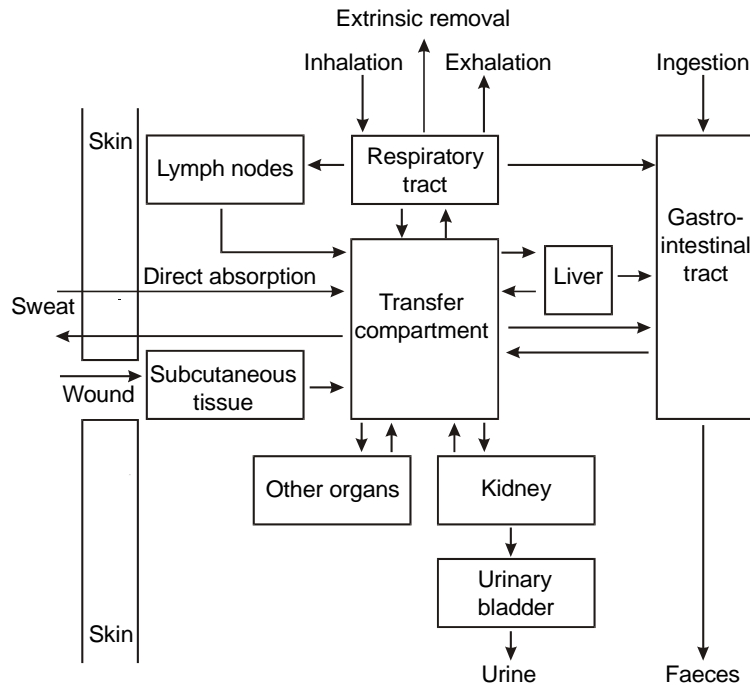 Extrinsic removal
Inhalation
Exhalation
Ingestion
Skin
Lymph nodes
Respiratory
tract
Gastro-
intestinal
tract
Direct absorption
Sweat
Transfer
compartment
Liver
Wound
Subcutaneous
tissue
Other organs
Kidney
Urinary
bladder
Skin
Urine
Faeces